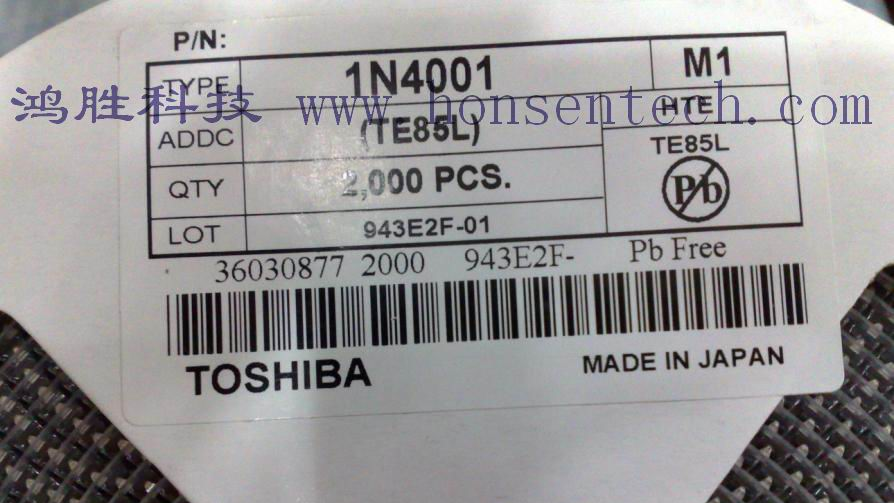 P/N:
TYPE 1N4001 M1
鸿胜科技 www.honsentech.com
HTE
ADDC (TE85L) TE85L
QTY 2,000 PCS. Pb
LOT 943E2F-01
36030877 2000 943E2F- Pb Free
TOSHIBA MADE IN JAPAN